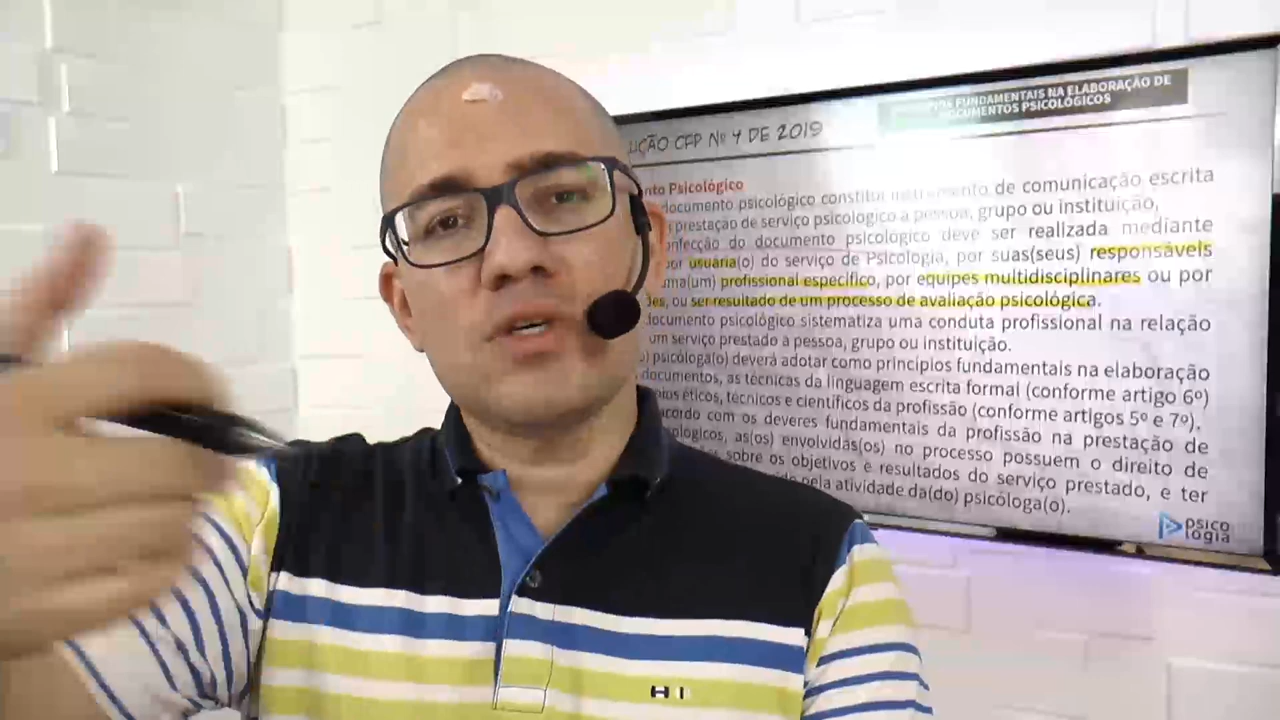 FUNDAMENTAIS NA ELABORAÇÃO DE
DOCUMENTOS PSICOLÓGICOS
UÇÃO CFP Nº 4 DE 2019
nto Psicológico
documento psicológico constitui instrumento de comunicação escrita
prestação de serviço psicológico à pessoa, grupo ou instituição,
onfecção do documento psicológico deve ser realizada mediante
por usuária(o) do serviço de Psicologia, por suas(seus) responsáveis
uma(um) profissional específico, por equipes multidisciplinares ou por
des, ou ser resultado de um processo de avaliação psicológica.
documento psicológico sistematiza uma conduta profissional na relação
um serviço prestado à pessoa, grupo ou instituição.
psicóloga(o) deverá adotar como princípios fundamentais na elaboração
documentos, as técnicas da linguagem escrita formal (conforme artigo 6º)
ios éticos, técnicos e científicos da profissão (conforme artigos 5º e 7º).
acordo com os deveres fundamentais da profissão na prestação de
cológicos, as(os) envolvidas(os) no processo possuem o direito de
sobre os objetivos e resultados do serviço prestado, e ter
pela atividade da(do) psicóloga(o).
psico
logia
H